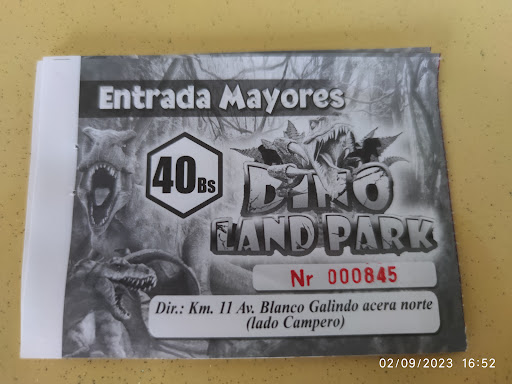 Entrada Mayores
40Bs
DINO
LAND PARK
Nr 000845
Dir.: Km. 11 Av. Blanco Galindo acera norte
(lado Campero)
02/09/2023 16:52